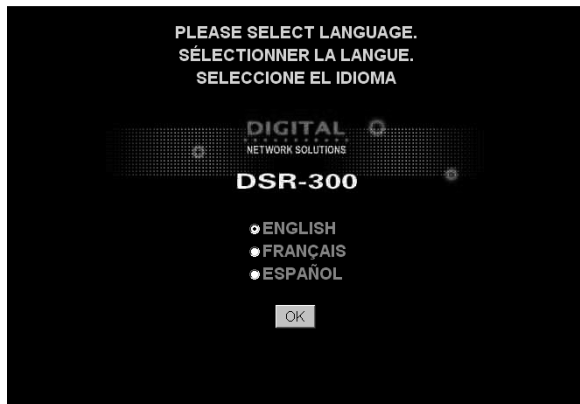 PLEASE SELECT LANGUAGE.
SÉLECTIONNER LA LANGUE.
SELECCIONE EL IDIOMA
DIGITAL
NETWORK SOLUTIONS
DSR-300
ENGLISH
FRANÇAIS
ESPAÑOL
OK